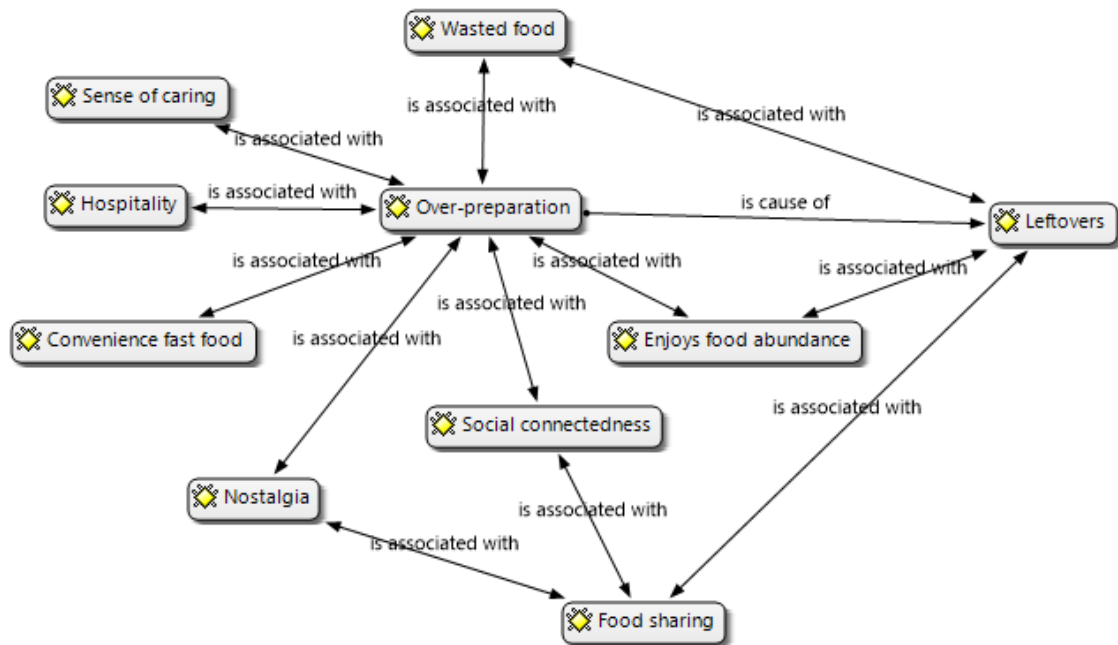 Wasted food
is associated with
is associated with
Sense of caring
is associated with
Hospitality
is associated with
Over-preparation
is cause of
Leftovers
is associated with
is associated with
is associated with
is associated with
Convenience fast food
is associated with
Enjoys food abundance
is associated with
Social connectedness
Nostalgia
is associated with
is associated with
Food sharing